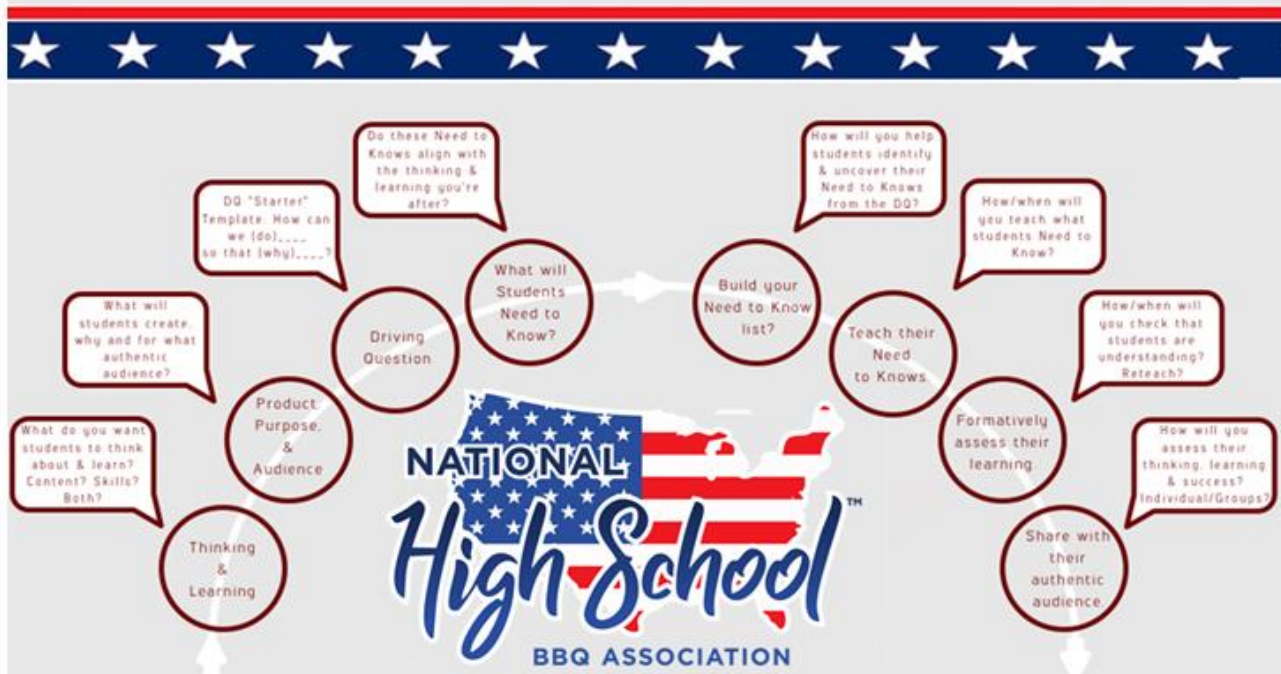 Do these Need to
Knows align with
the thinking &
learning you're
after?
How will you help
students identify
& uncover their
Need to Knows
from the DQ?
DQ "Starter"
Template: How can
we (do)____
so that (why)____?
How/when will
you teach what
students Need to
Know?
What will
Students
Need to
Know?
Build your
Need to Know
list?
What will
students create,
why and for what
authentic
audience?
Driving
Question
Teach their
Need
to Knows
How/when will
you check that
students are
understanding?
Reteach?
Product,
Purpose,
&
Audience
Formatively
assess their
learning.
What do you want
students to think
about & learn?
Content? Skills?
Both?
How will you
assess their
thinking, learning
& success?
Individual/Groups?
Thinking
&
Learning
Share with
their
authentic
audience.
NATIONAL
High School™
BBQ ASSOCIATION